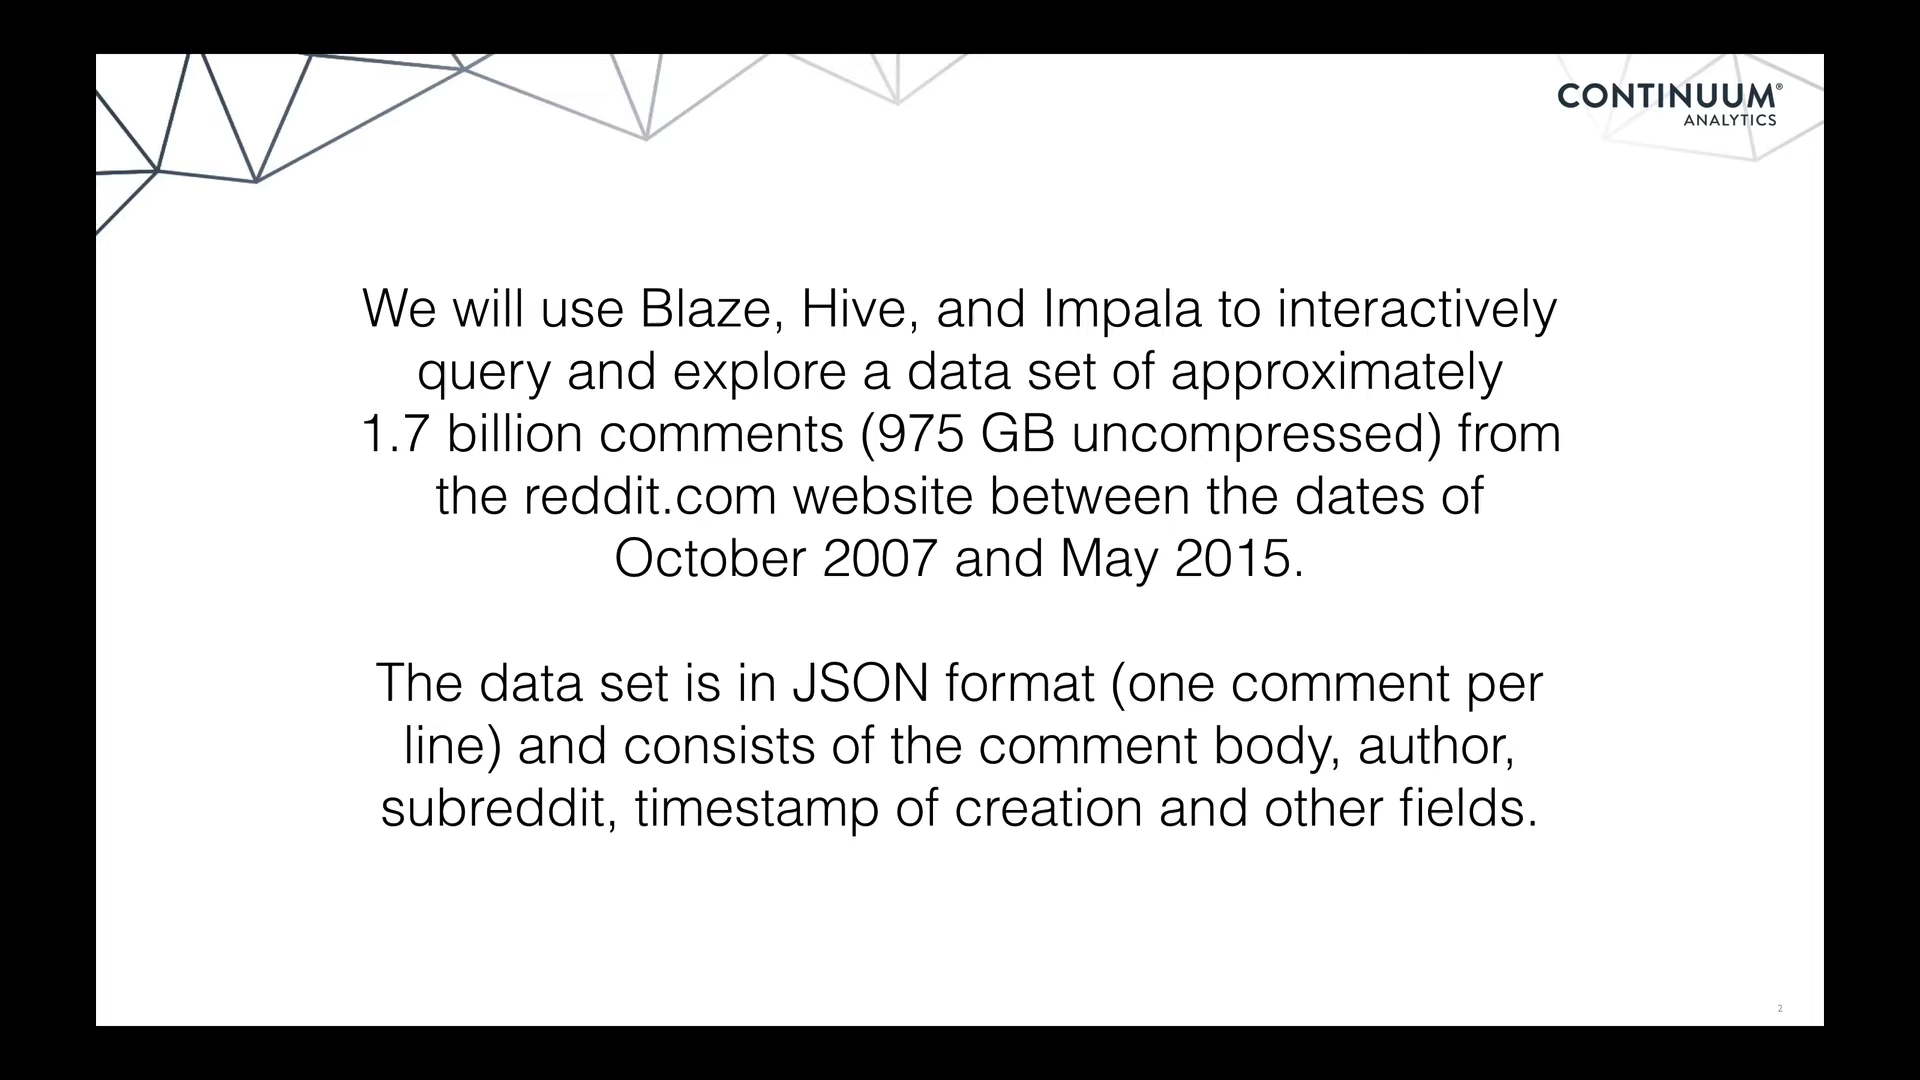 CONTINUUM®
ANALYTICS
We will use Blaze, Hive, and Impala to interactively
query and explore a data set of approximately
1.7 billion comments (975 GB uncompressed) from
the reddit.com website between the dates of
October 2007 and May 2015.
The data set is in JSON format (one comment per
line) and consists of the comment body, author,
subreddit, timestamp of creation and other fields.
2